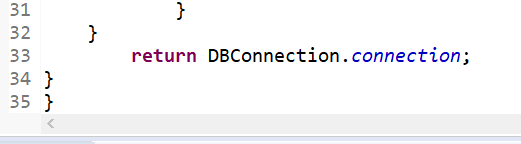 31 }
32 }
33 return DBConnection.connection;
34 }
35 }